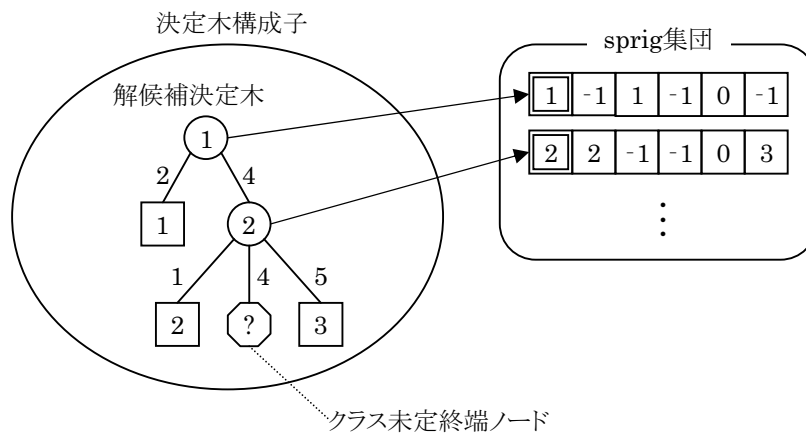 決定木構成子
sprig集団
解候補決定木
1 -1 1 -1 0 -1
1
2 4
2 2 -1 -1 0 3
1 2
⋮
1 4 5
2 ? 3
クラス未定終端ノード